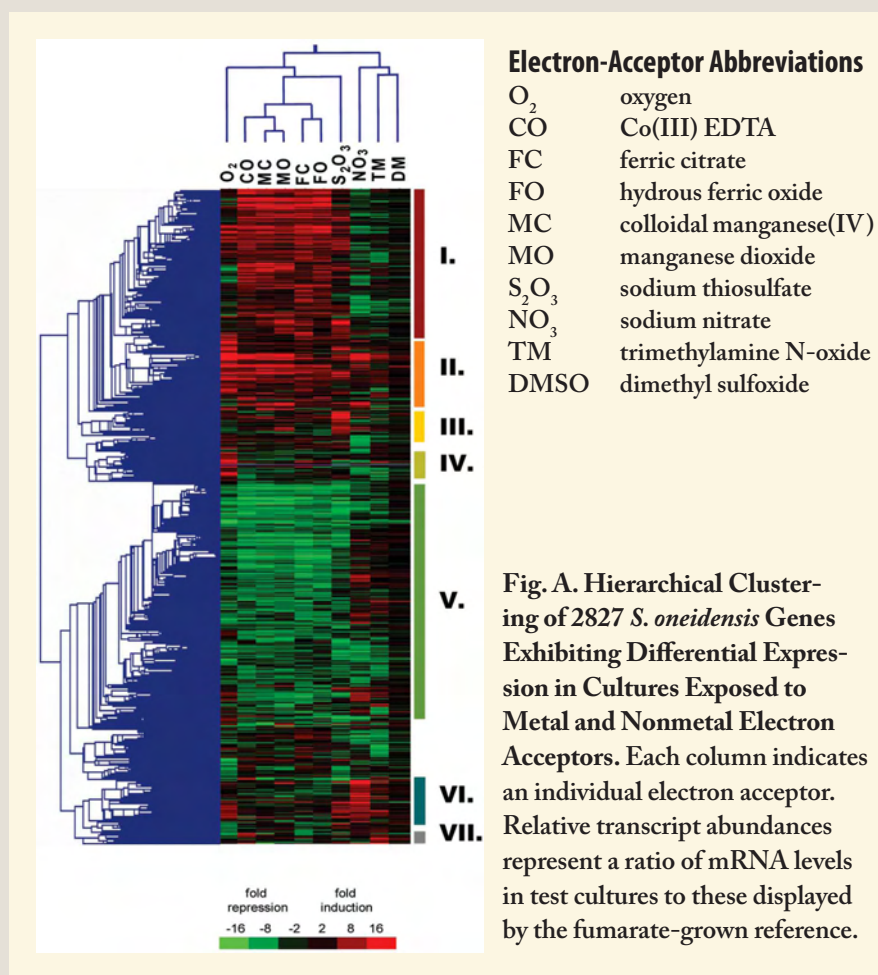 O2
CO
MC
MO
FC
FO
S2O3
NO3
TM
DM
I.
II.
III.
IV.
V.
VI.
VII.
fold repression
fold induction
-16 -8 -2 2 8 16
Electron-Acceptor Abbreviations
O2 oxygen
CO Co(III) EDTA
FC ferric citrate
FO hydrous ferric oxide
MC colloidal manganese(IV)
MO manganese dioxide
S2O3 sodium thiosulfate
NO3 sodium nitrate
TM trimethylamine N-oxide
DMSO dimethyl sulfoxide
Fig. A. Hierarchical Cluster-
ing of 2827 S. oneidensis Genes
Exhibiting Differential Expres-
sion in Cultures Exposed to
Metal and Nonmetal Electron
Acceptors. Each column indicates
an individual electron acceptor.
Relative transcript abundances
represent a ratio of mRNA levels
in test cultures to these displayed
by the fumarate-grown reference.